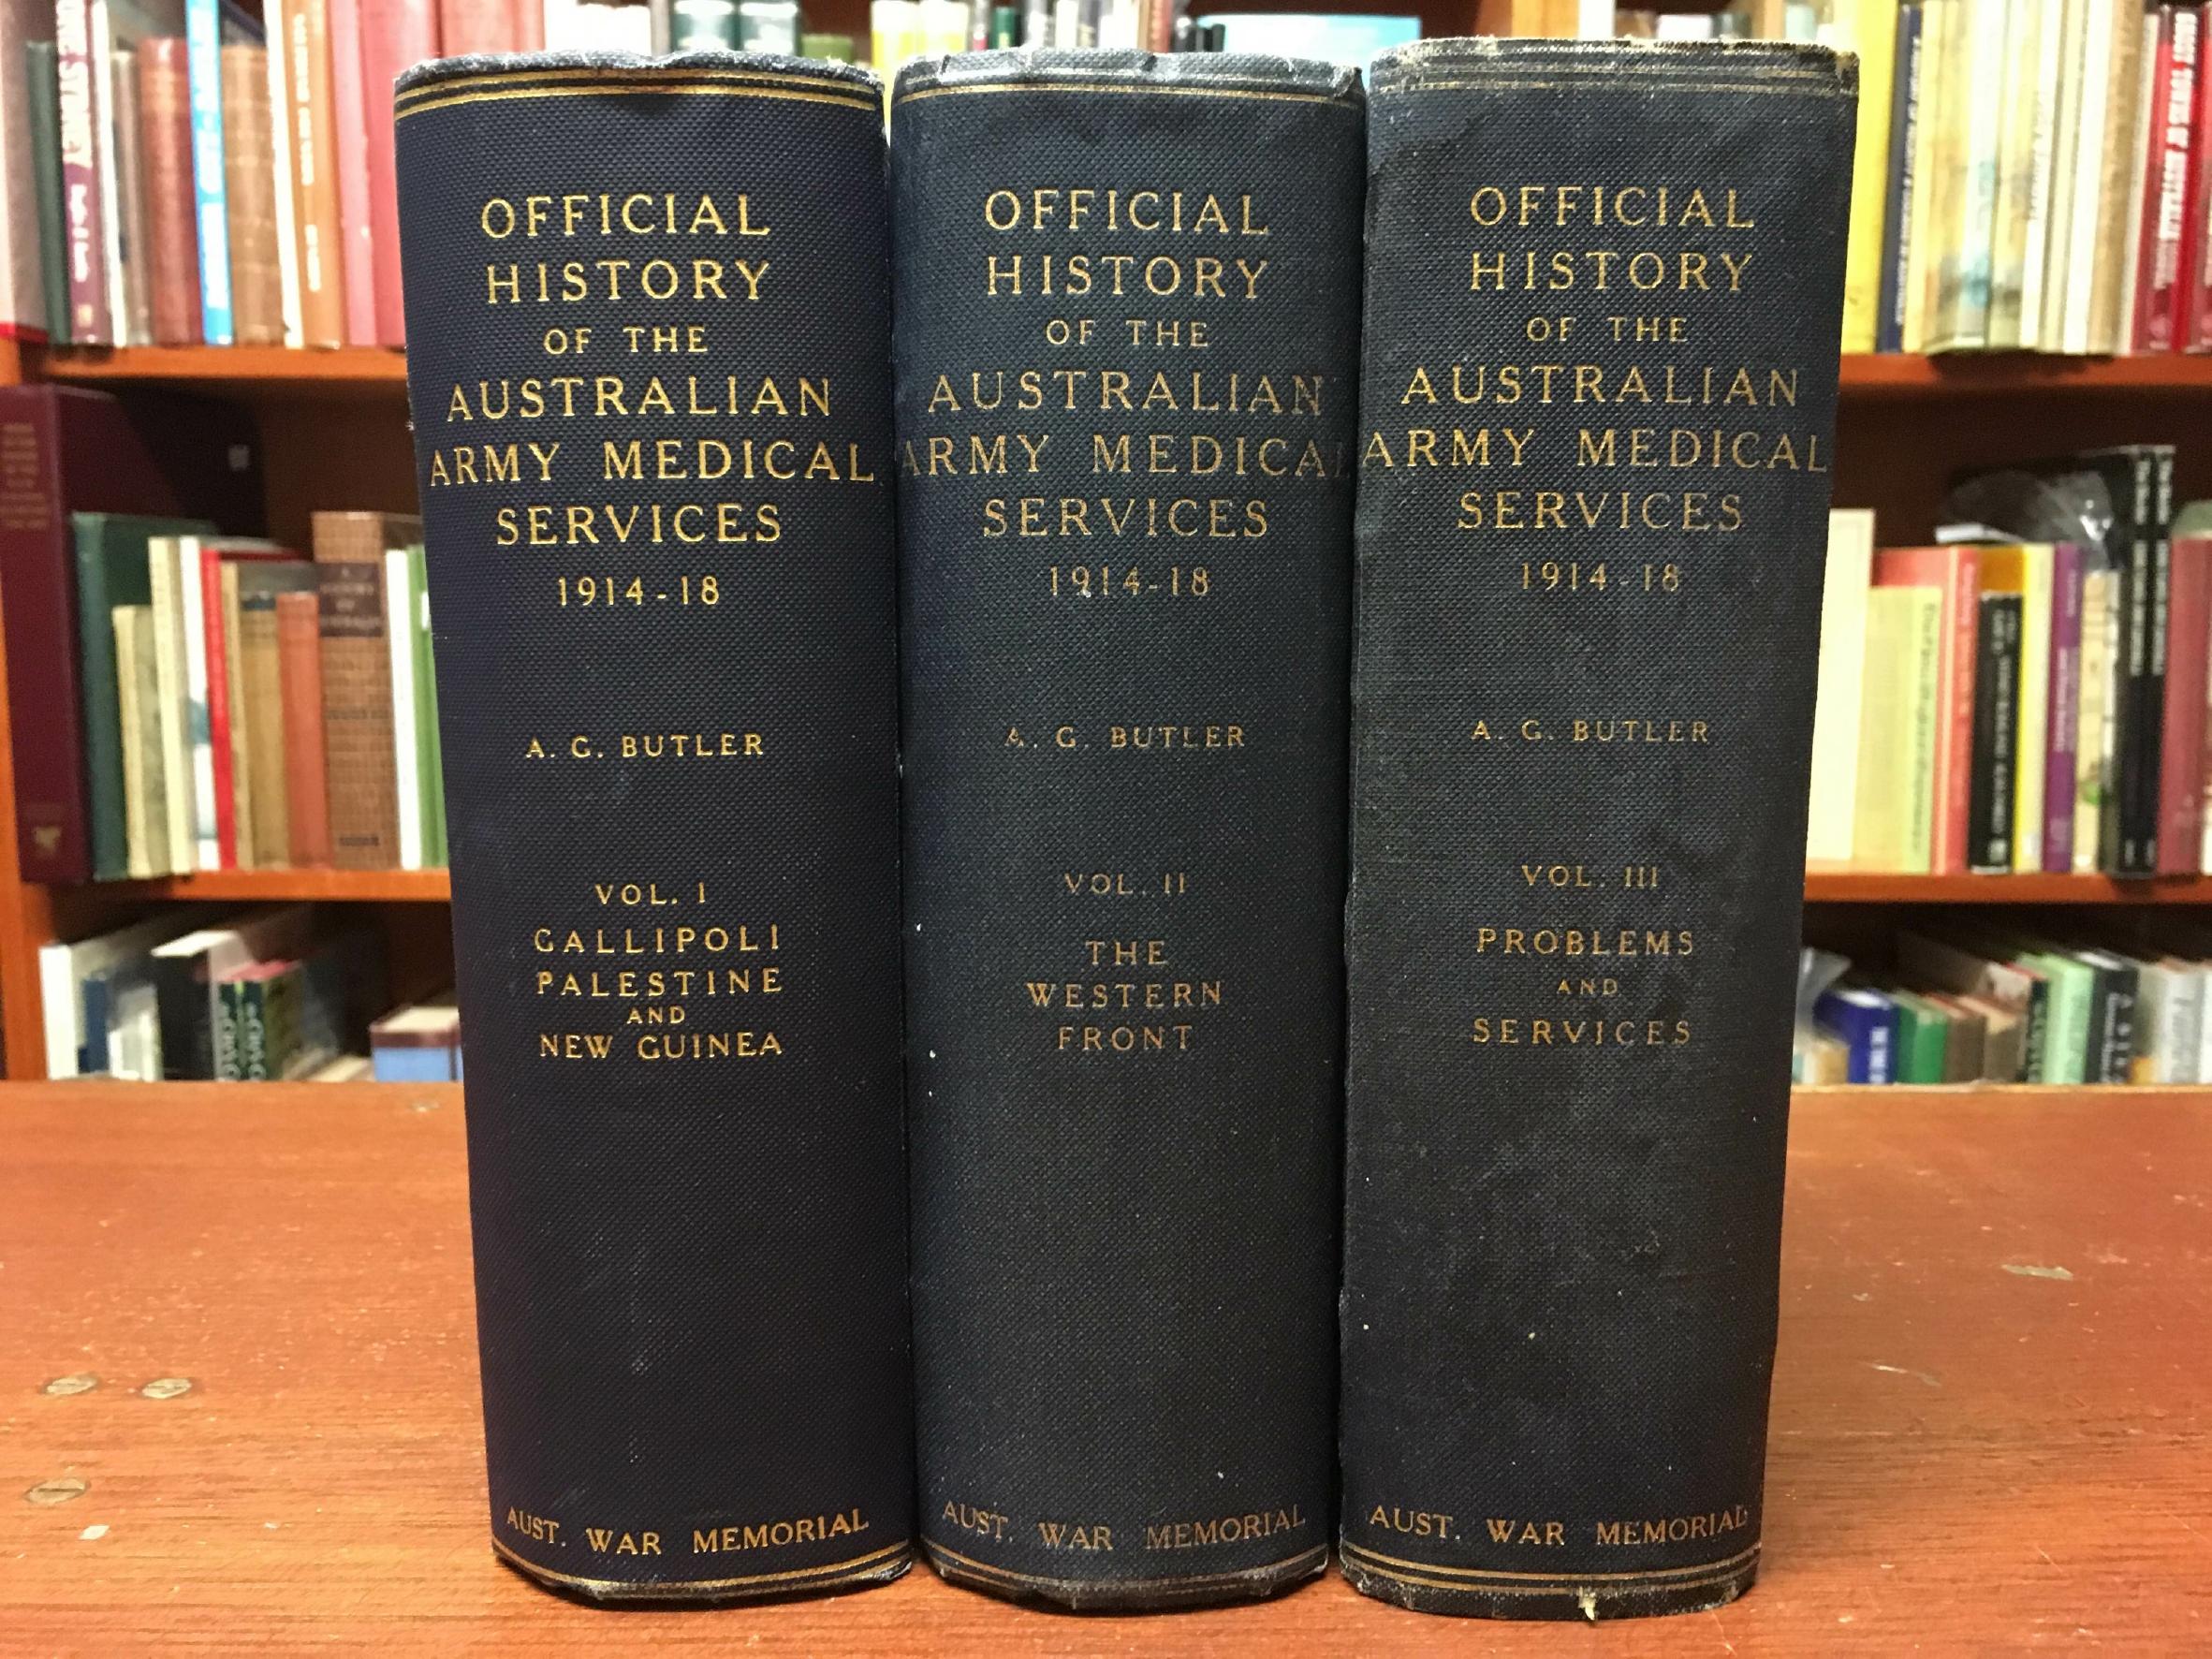 OFFICIAL
HISTORY
OF THE
AUSTRALIAN
ARMY MEDICAL
SERVICES
1914-18
A. G. BUTLER
VOL. I
GALLIPOLI
PALESTINE
AND
NEW GUINEA
AUST. WAR MEMORIAL
OFFICIAL
HISTORY
OF THE
AUSTRALIAN
ARMY MEDICAL
SERVICES
1914-18
A. G. BUTLER
VOL. II
THE
WESTERN
FRONT
AUST. WAR MEMORIAL
OFFICIAL
HISTORY
OF THE
AUSTRALIAN
ARMY MEDICAL
SERVICES
1914-18
A. G. BUTLER
VOL. III
PROBLEMS
AND
SERVICES
AUST. WAR MEMORIAL